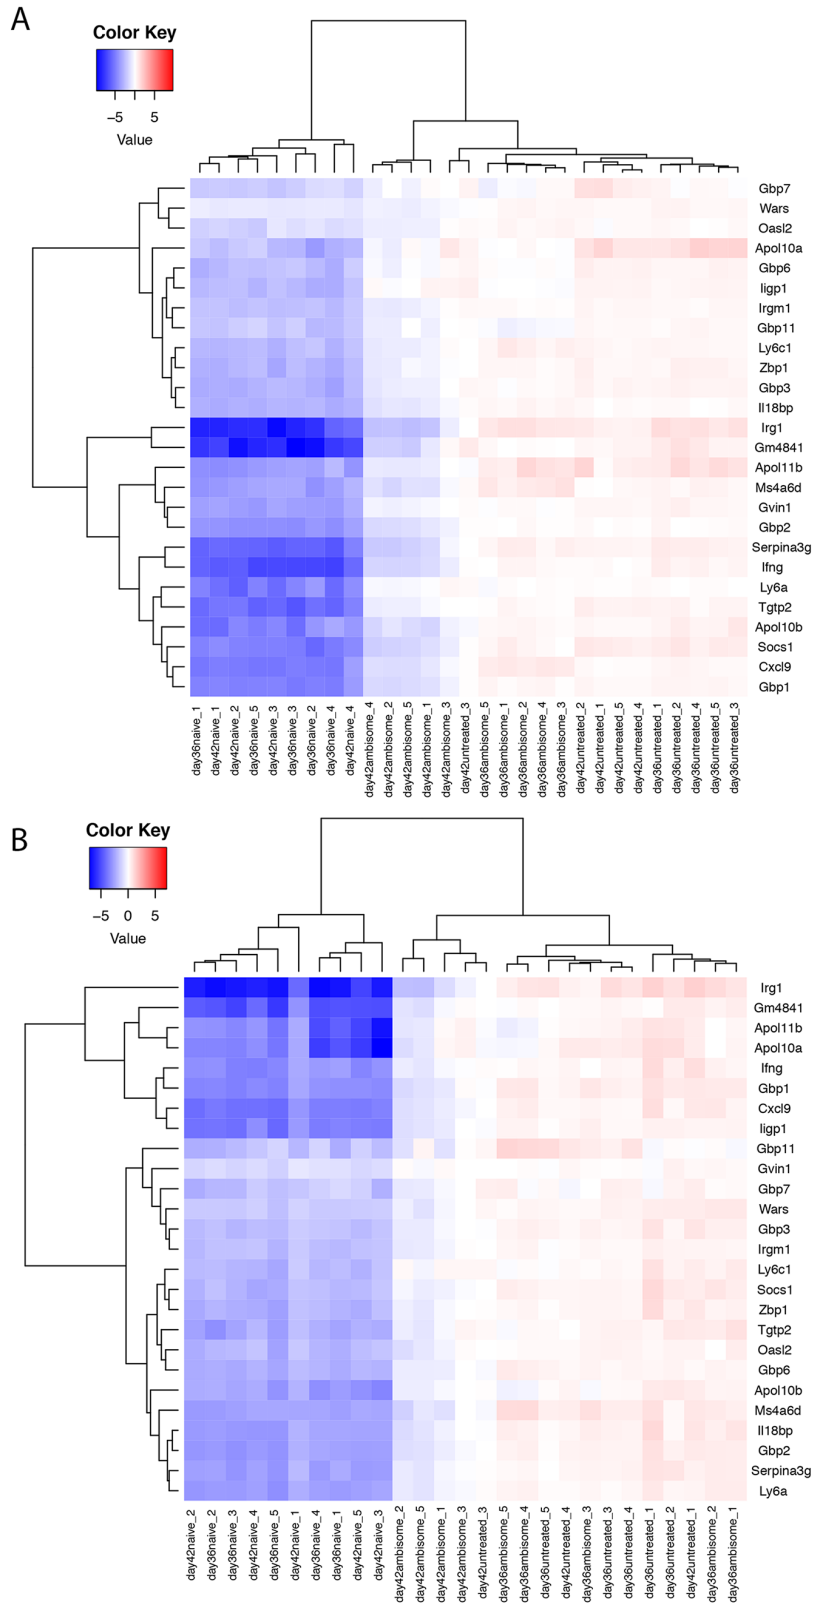 A
Color Key
−5 5
Value
Gbp7
Wars
Oasl2
Apol10a
Gbp6
Iigp1
Irgm1
Gbp11
Ly6c1
Zbp1
Gbp3
Il18bp
Irg1
Gm4841
Apol11b
Ms4a6d
Gvin1
Gbp2
Serpina3g
Ifng
Ly6a
Tgtp2
Apol10b
Socs1
Cxcl9
Gbp1
day36naive_1
day42naive_1
day42naive_2
day36naive_5
day42naive_3
day36naive_3
day36naive_2
day36naive_4
day42naive_4
day42ambisome_4
day42ambisome_2
day42ambisome_5
day42ambisome_1
day42ambisome_3
day42untreated_3
day36ambisome_5
day36ambisome_1
day36ambisome_2
day36ambisome_4
day36ambisome_3
day42untreated_2
day42untreated_1
day42untreated_5
day42untreated_4
day36untreated_1
day36untreated_2
day36untreated_4
day36untreated_5
day36untreated_3
B
Color Key
−5 0 5
Value
Irg1
Gm4841
Apol11b
Apol10a
Ifng
Gbp1
Cxcl9
Iigp1
Gbp11
Gvin1
Gbp7
Wars
Gbp3
Irgm1
Ly6c1
Socs1
Zbp1
Tgtp2
Oasl2
Gbp6
Apol10b
Ms4a6d
Il18bp
Gbp2
Serpina3g
Ly6a
day42naive_2
day36naive_2
day36naive_3
day42naive_4
day36naive_5
day42naive_1
day36naive_4
day36naive_1
day42naive_5
day42naive_3
day42ambisome_2
day42ambisome_5
day42ambisome_1
day42ambisome_3
day42untreated_3
day36ambisome_5
day36ambisome_4
day36untreated_5
day42untreated_4
day36ambisome_3
day36untreated_3
day36untreated_4
day36untreated_1
day36untreated_2
day42untreated_1
day36ambisome_2
day36ambisome_1